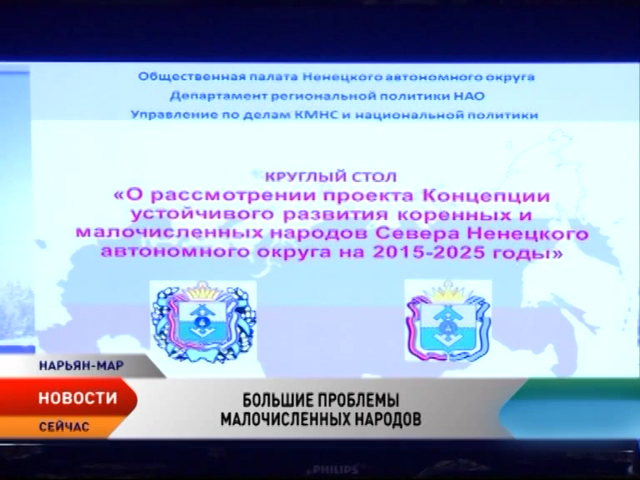 Общественная палата Ненецкого автономного округа
Департамент региональной политики НАО
Управление по делам КМНС и национальной политики
КРУГЛЫЙ СТОЛ
«О рассмотрении проекта Концепции
устойчивого развития коренных и
малочисленных народов Севера Ненецкого
автономного округа на 2015-2025 годы»
НАРЬЯН-МАР
НОВОСТИ
СЕЙЧАС
БОЛЬШИЕ ПРОБЛЕМЫ
МАЛОЧИСЛЕННЫХ НАРОДОВ
PHILIPS